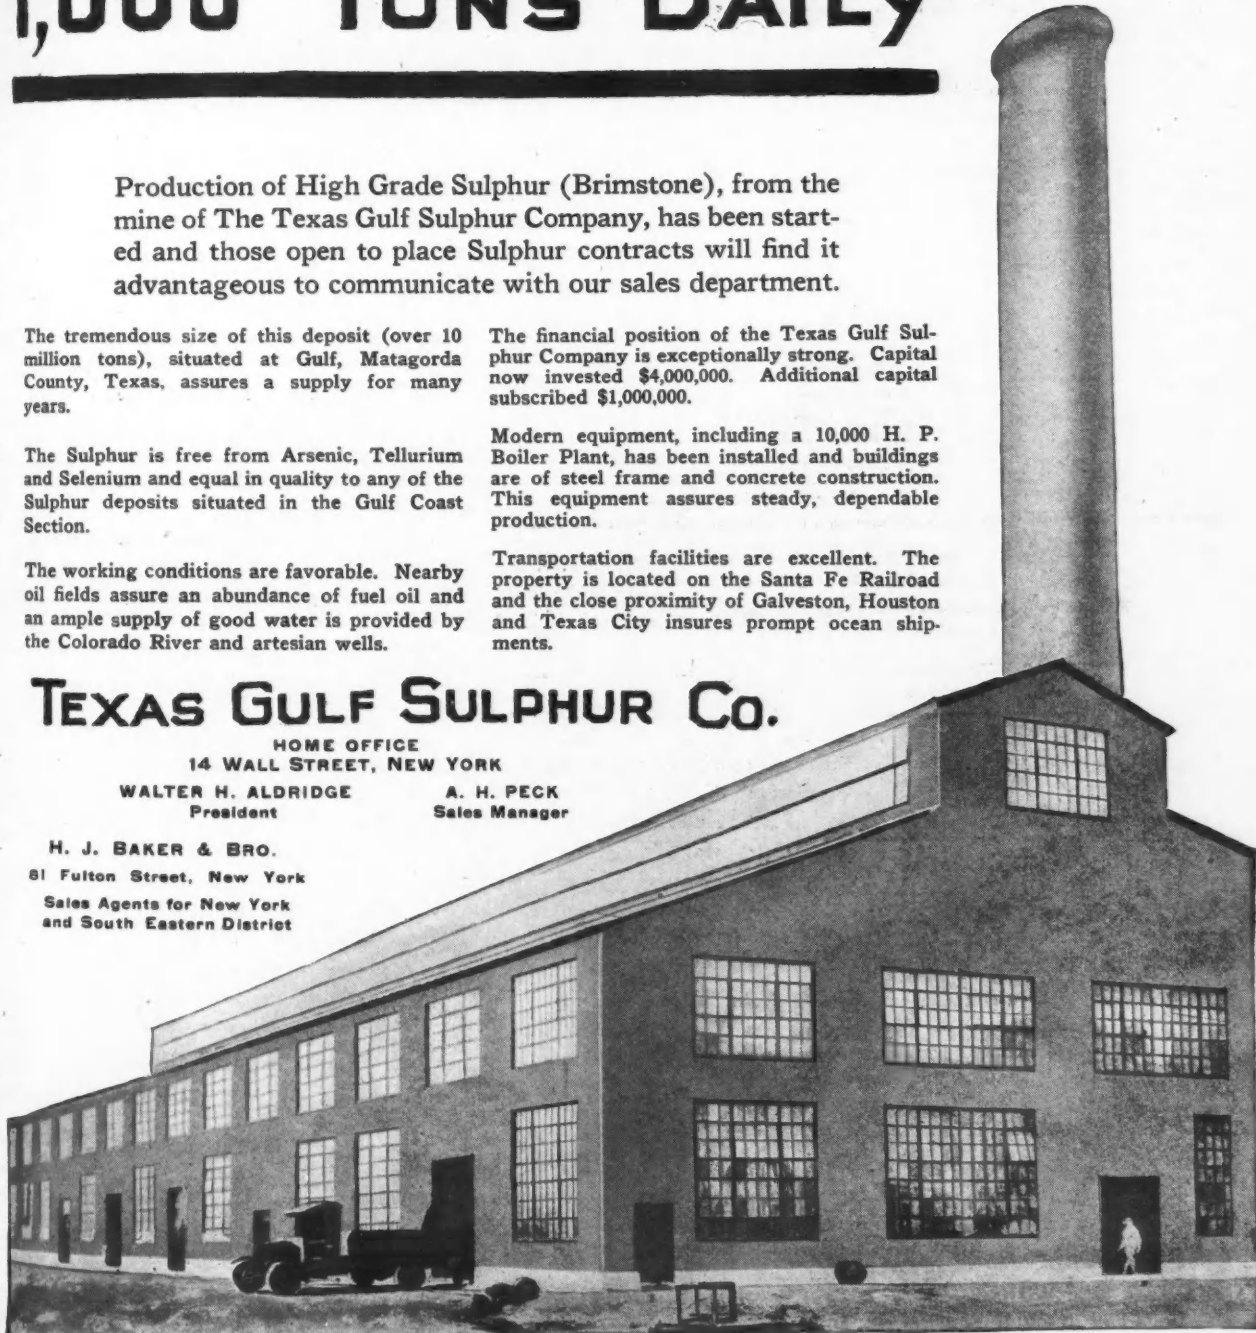 1,000 TONS DAILY
Production of High Grade Sulphur (Brimstone), from the
mine of The Texas Gulf Sulphur Company, has been start-
ed and those open to place Sulphur contracts will find it
advantageous to communicate with our sales department.
The tremendous size of this deposit (over 10
million tons), situated at Gulf, Matagorda
County, Texas, assures a supply for many
years.
The Sulphur is free from Arsenic, Tellurium
and Selenium and equal in quality to any of the
Sulphur deposits situated in the Gulf Coast
Section.
The working conditions are favorable. Nearby
oil fields assure an abundance of fuel oil and
an ample supply of good water is provided by
the Colorado River and artesian wells.
The financial position of the Texas Gulf Sul-
phur Company is exceptionally strong. Capital
now invested $4,000,000. Additional capital
subscribed $1,000,000.
Modern equipment, including a 10,000 H. P.
Boiler Plant, has been installed and buildings
are of steel frame and concrete construction.
This equipment assures steady, dependable
production.
Transportation facilities are excellent. The
property is located on the Santa Fe Railroad
and the close proximity of Galveston, Houston
and Texas City insures prompt ocean ship-
ments.
TEXAS GULF SULPHUR CO.
HOME OFFICE
14 WALL STREET, NEW YORK
WALTER H. ALDRIDGE
President
A. H. PECK
Sales Manager
H. J. BAKER & BRO.
81 Fulton Street, New York
Sales Agents for New York
and South Eastern District